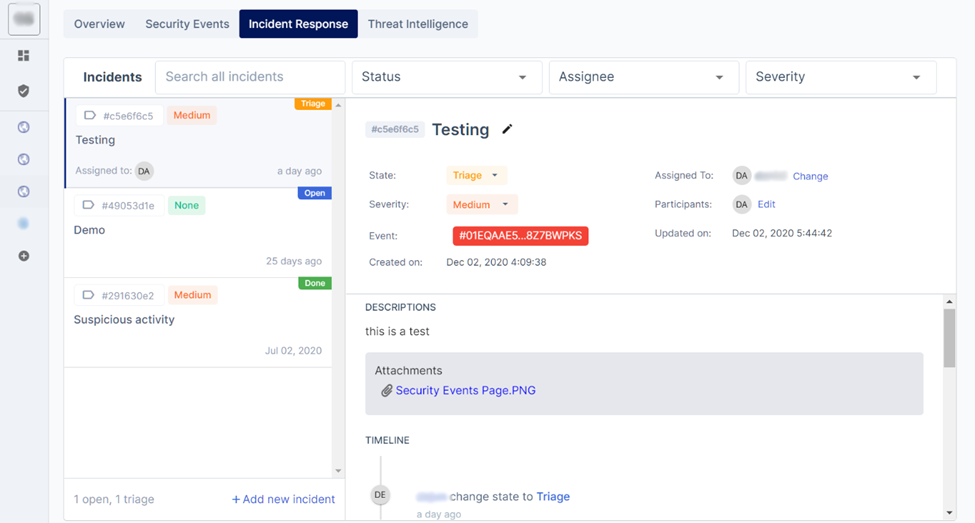 Overview Security Events Incident Response Threat Intelligence
Incidents Search all incidents Status Assignee Severity
Triage
#c5e6f6c5 Medium
Testing
Assigned to: DA a day ago
Open
#49053d1e None
Demo
25 days ago
Done
#291630e2 Medium
Suspicious activity
Jul 02, 2020
1 open, 1 triage + Add new incident
#c5e6f6c5 Testing
State: Triage
Severity: Medium
Event: #01EQAAE5...8Z7BWPKS
Created on: Dec 02, 2020 4:09:38
Assigned To: DA Change
Participants: DA Edit
Updated on: Dec 02, 2020 5:44:42
DESCRIPTIONS
this is a test
Attachments
Security Events Page.PNG
TIMELINE
DE change state to Triage
a day ago